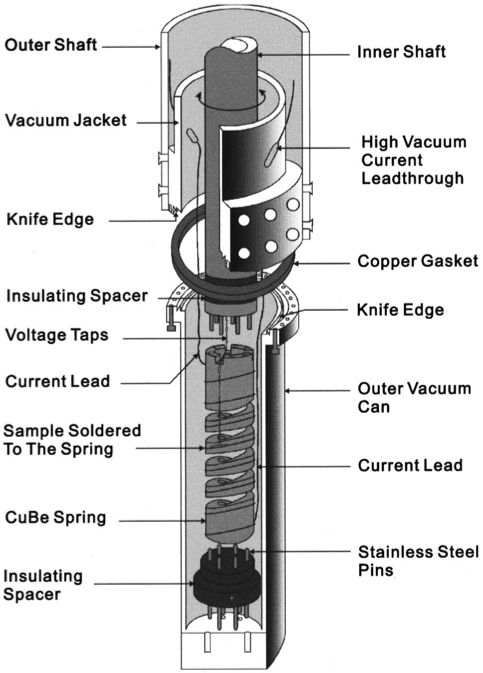 Outer Shaft
Inner Shaft
Vacuum Jacket
High Vacuum
Current
Leadthrough
Knife Edge
Copper Gasket
Insulating Spacer
Knife Edge
Voltage Taps
Current Lead
Outer Vacuum
Can
Sample Soldered
To The Spring
Current Lead
CuBe Spring
Stainless Steel
Pins
Insulating
Spacer